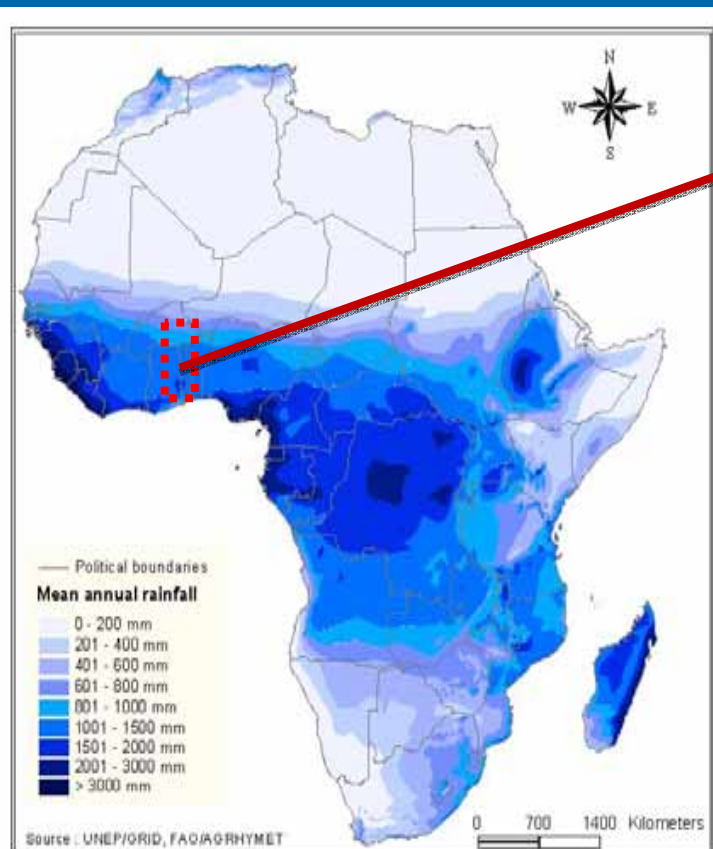 N
W E
S
Political boundaries
Mean annual rainfall
0 - 200 mm
201 - 400 mm
401 - 600 mm
601 - 800 mm
801 - 1000 mm
1001 - 1500 mm
1501 - 2000 mm
2001 - 3000 mm
> 3000 mm
0 700 1400 Kilometers
Source : UNEP/GRID, FAO/AGRHYMET